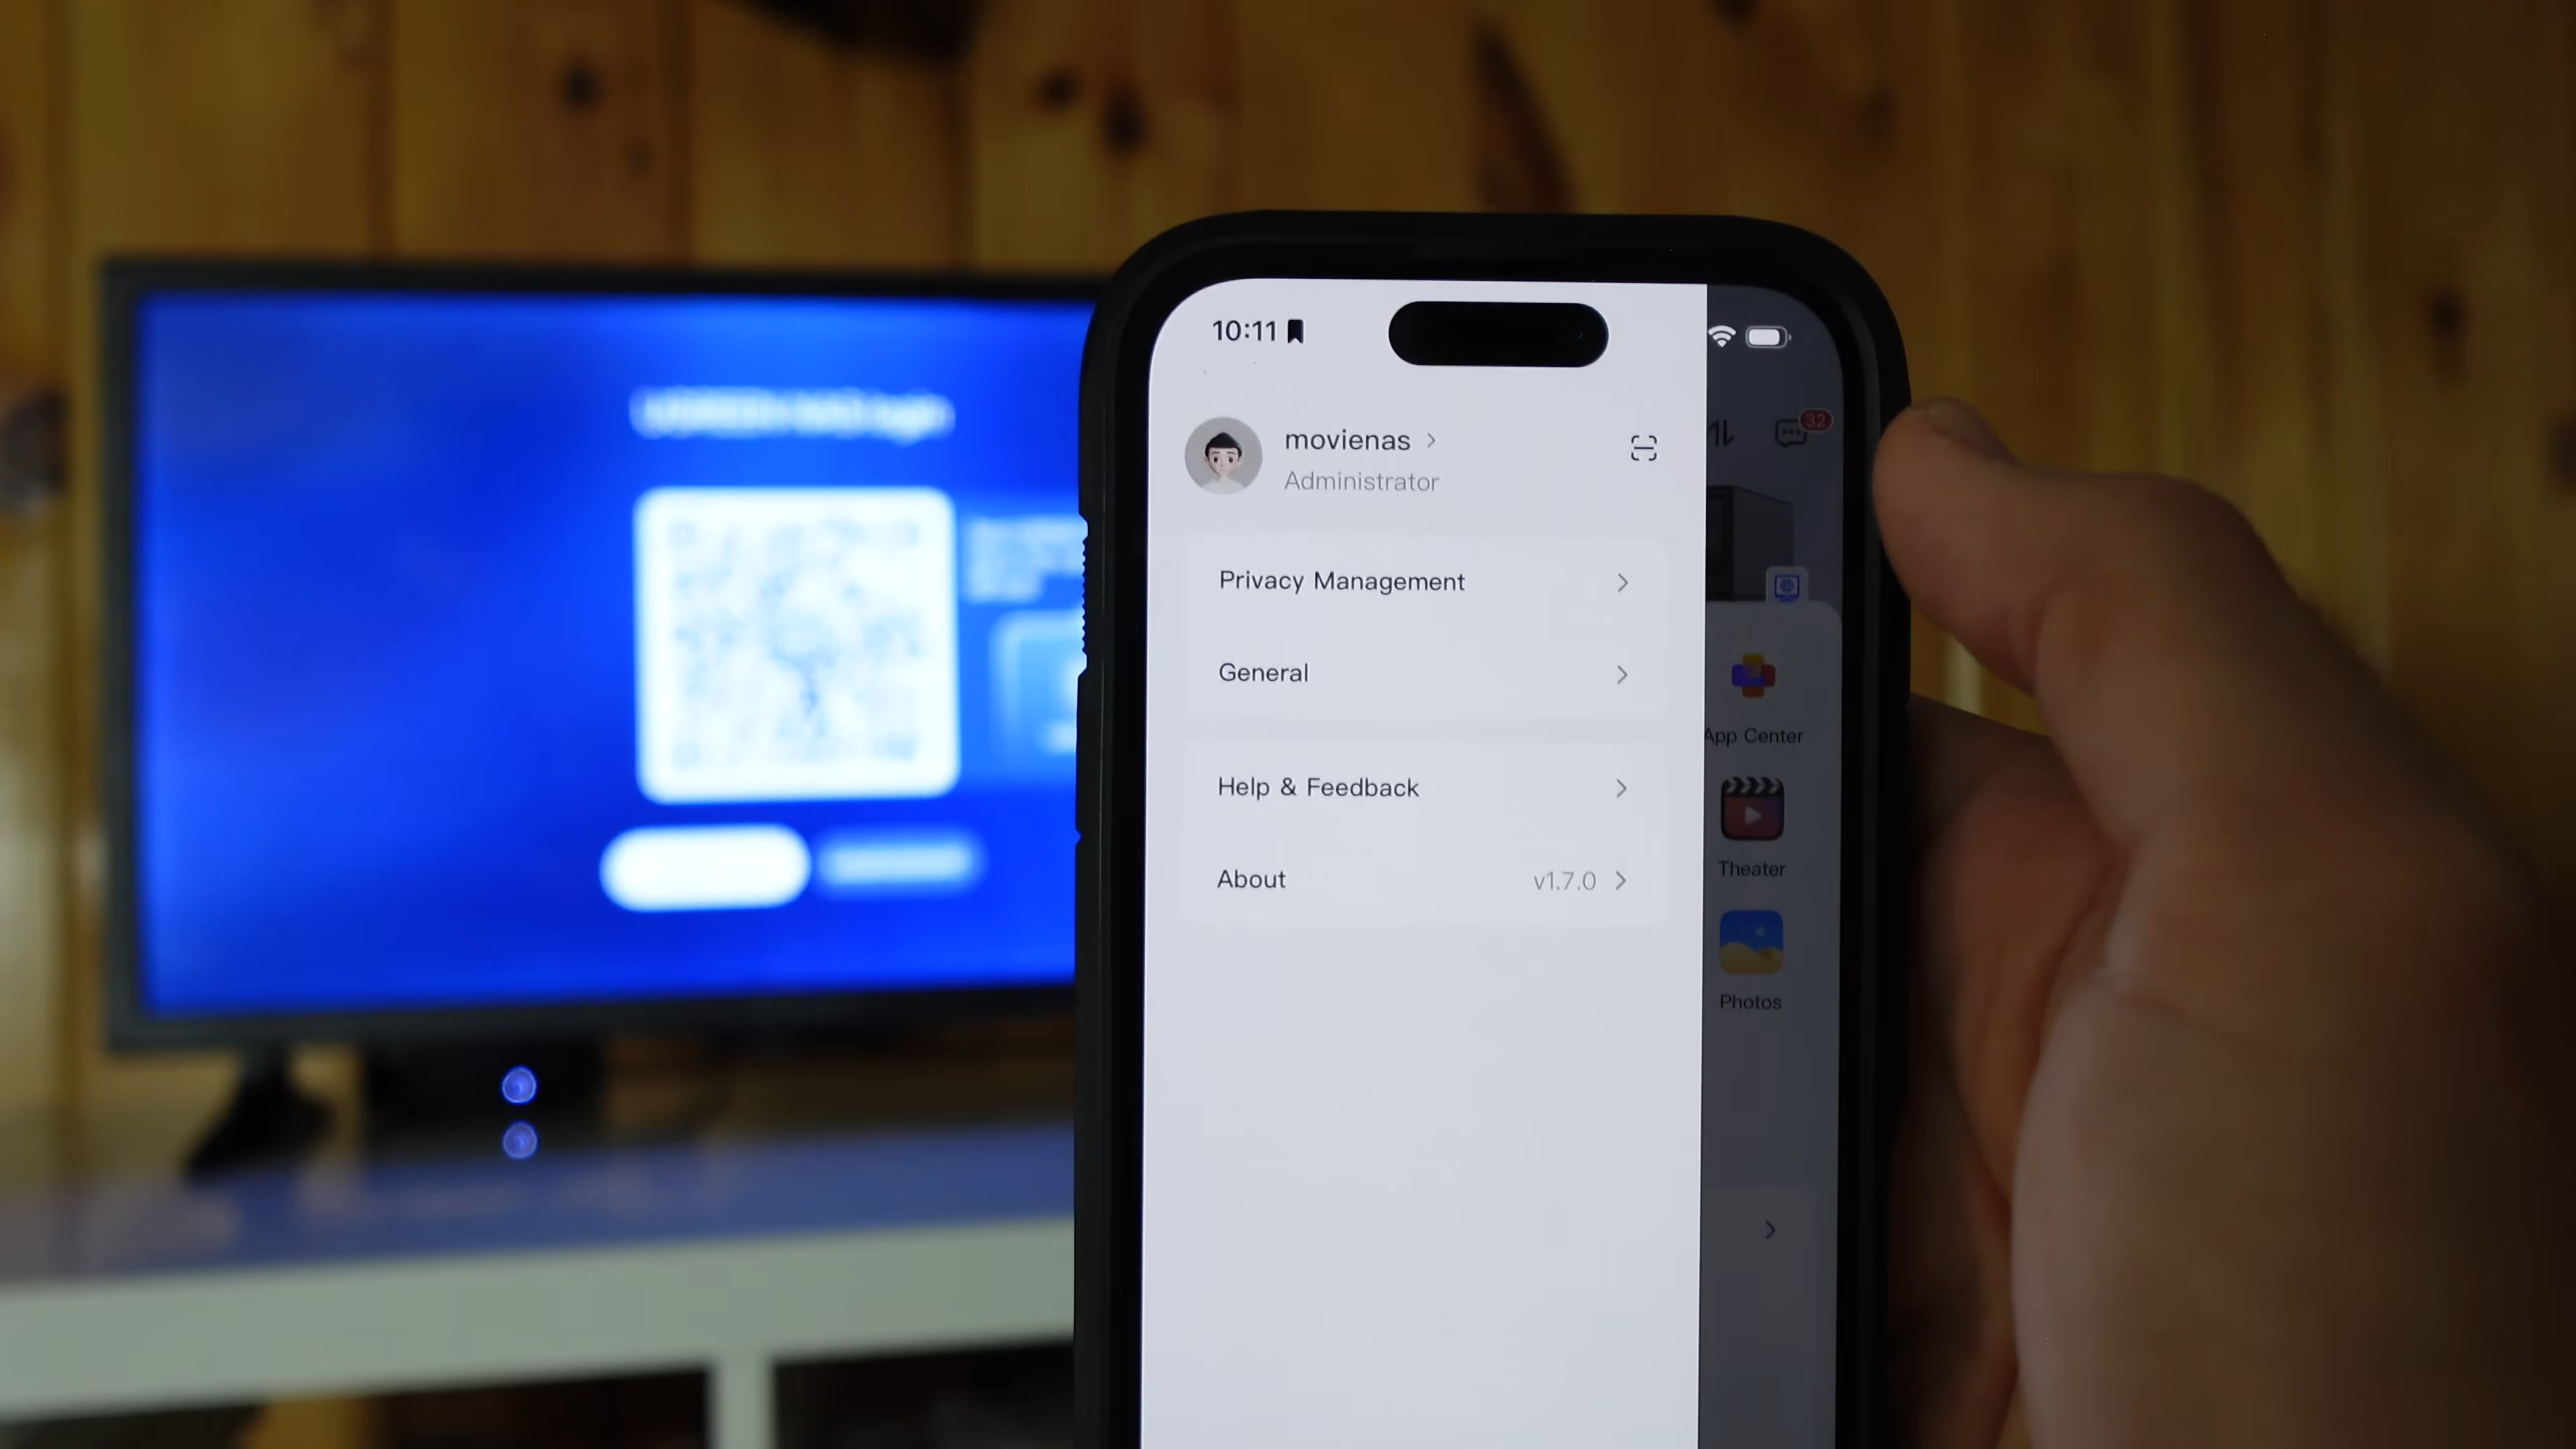 10:11
movienas
Administrator
32
Privacy Management
General
App Center
Help & Feedback
Theater
About
v1.7.0
Photos